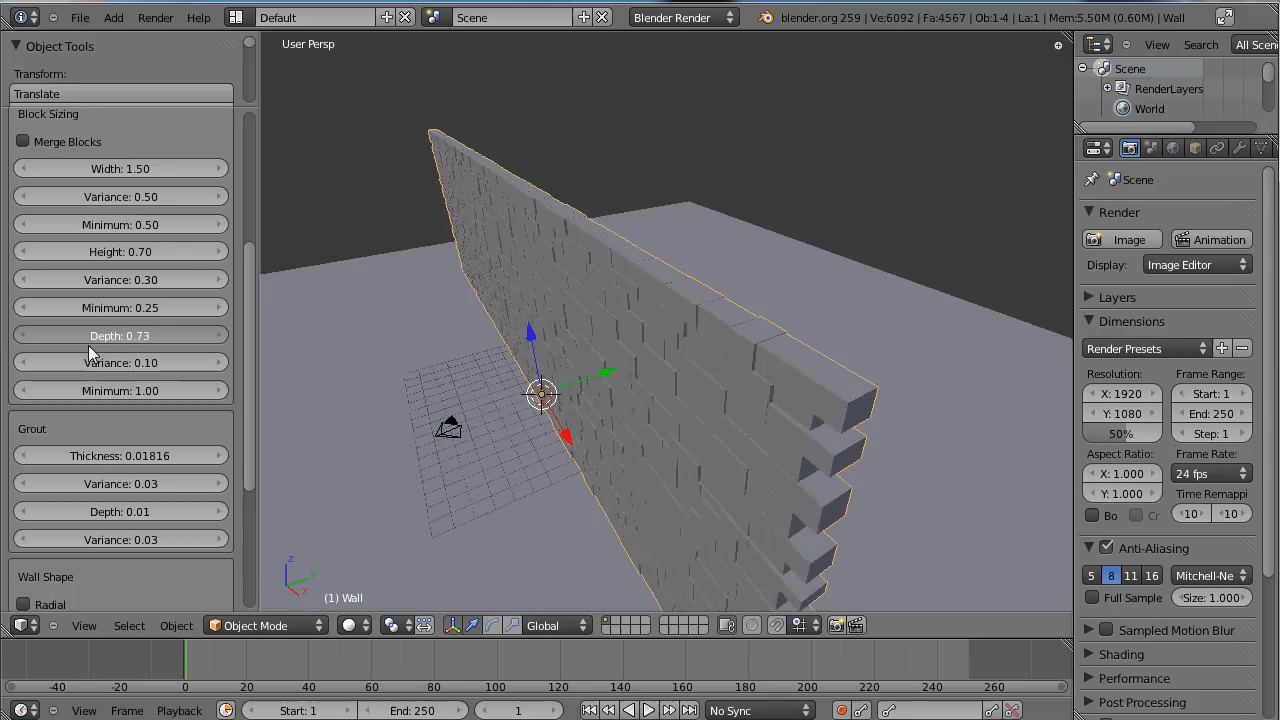 File Add Render Help
Default
Scene
Blender Render
blender.org 259 | Ve:6092 | Fa:4567 | Ob:1-4 | La:1 | Mem:5.50M (0.60M) | Wall
Object Tools
Transform:
Translate
Block Sizing
Merge Blocks
Width: 1.50
Variance: 0.50
Minimum: 0.50
Height: 0.70
Variance: 0.30
Minimum: 0.25
Depth: 0.73
Variance: 0.10
Minimum: 1.00
Grout
Thickness: 0.01816
Variance: 0.03
Depth: 0.01
Variance: 0.03
Wall Shape
Radial
User Persp
z
y
x
(1) Wall
View Select Object
Object Mode
Global
-40 -20 0 20 40 60 80 100 120 140 160 180 200 220 240 260
View Frame Playback
Start: 1
End: 250
1
No Sync
View Search All Scen
Scene
RenderLayers
World
Scene
Render
Image
Animation
Display: Image Editor
Layers
Dimensions
Render Presets
Resolution: Frame Range:
X: 1920 Start: 1
Y: 1080 End: 250
50% Step: 1
Aspect Ratio: Frame Rate:
X: 1.000 24 fps
Y: 1.000 Time Remappi
Bo Cr 10 10
Anti-Aliasing
5 8 11 16 Mitchell-Ne
Full Sample Size: 1.000
Sampled Motion Blur
Shading
Performance
Post Processing